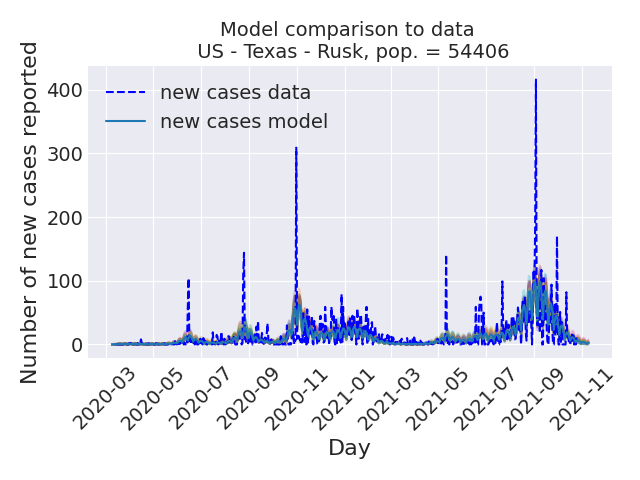 Model comparison to data
US - Texas - Rusk, pop. = 54406
Number of new cases reported
400
300
200
100
0
new cases data
new cases model
2020-03
2020-05
2020-07
2020-09
2020-11
2021-01
2021-03
2021-05
2021-07
2021-09
2021-11
Day